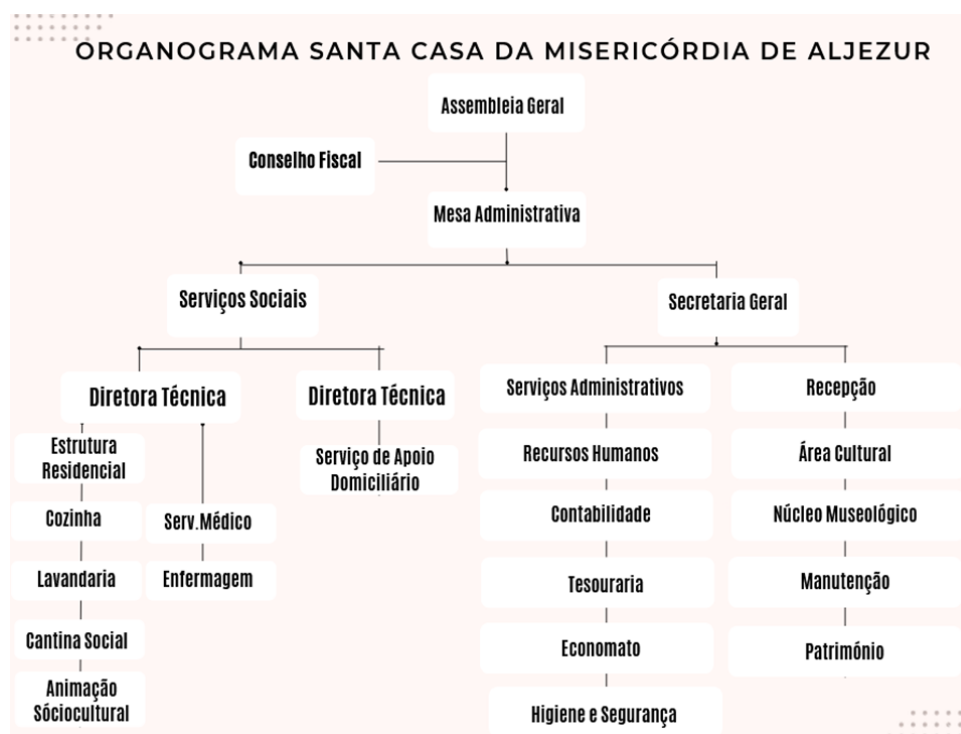 ORGANOGRAMA SANTA CASA DA MISERICÓRDIA DE ALJEZUR
Assembleia Geral
Conselho Fiscal
Mesa Administrativa
Serviços Sociais
Secretaria Geral
Diretora Técnica
Estrutura
Residencial
Cozinha
Lavandaria
Cantina Social
Animação
Sóciocultural
Serv.Médico
Enfermagem
Diretora Técnica
Serviço de Apoio
Domiciliário
Serviços Administrativos
Recursos Humanos
Contabilidade
Tesouraria
Economato
Higiene e Segurança
Recepção
Área Cultural
Núcleo Museológico
Manutenção
Património